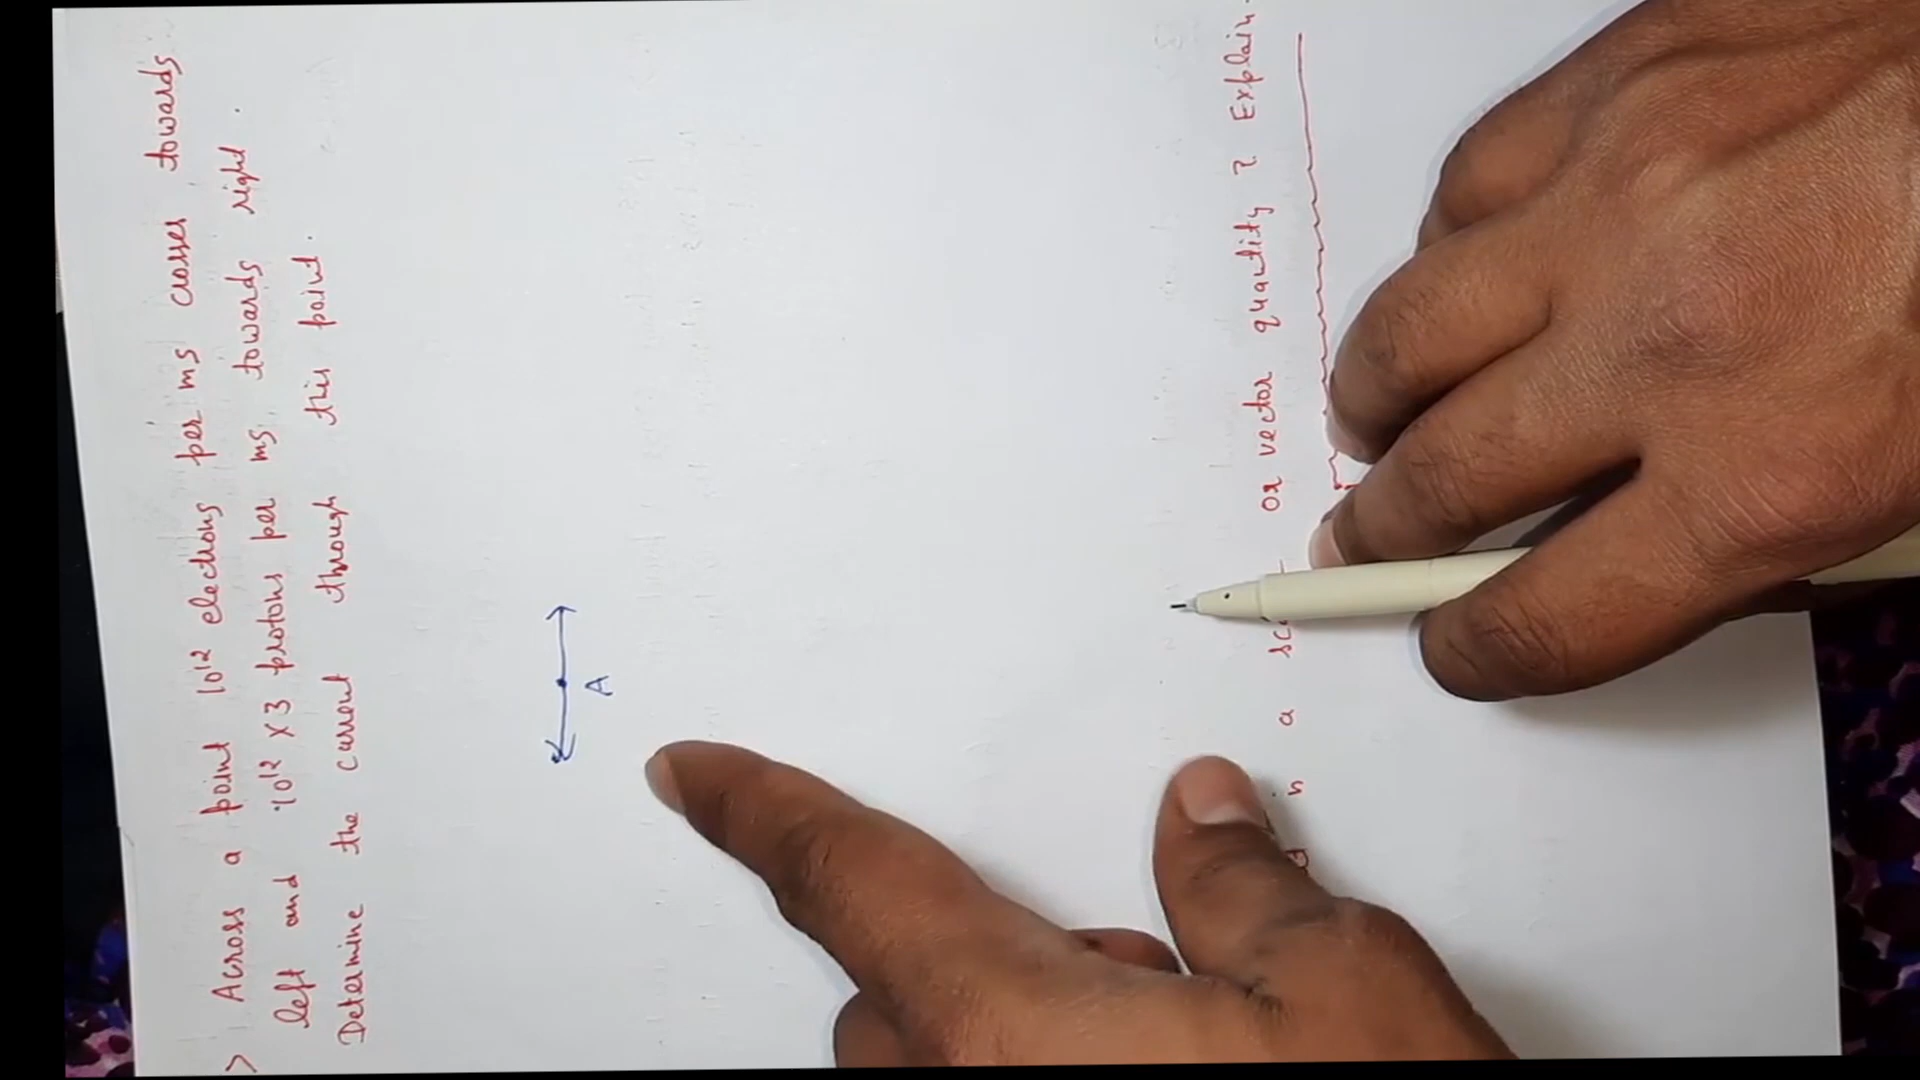 > Across a point 10¹² electrons per ms crosses towards
left and 10¹² x 3 protons per ms towards right.
Determine the current through this point.
A
a or vector quantity ? Explain.